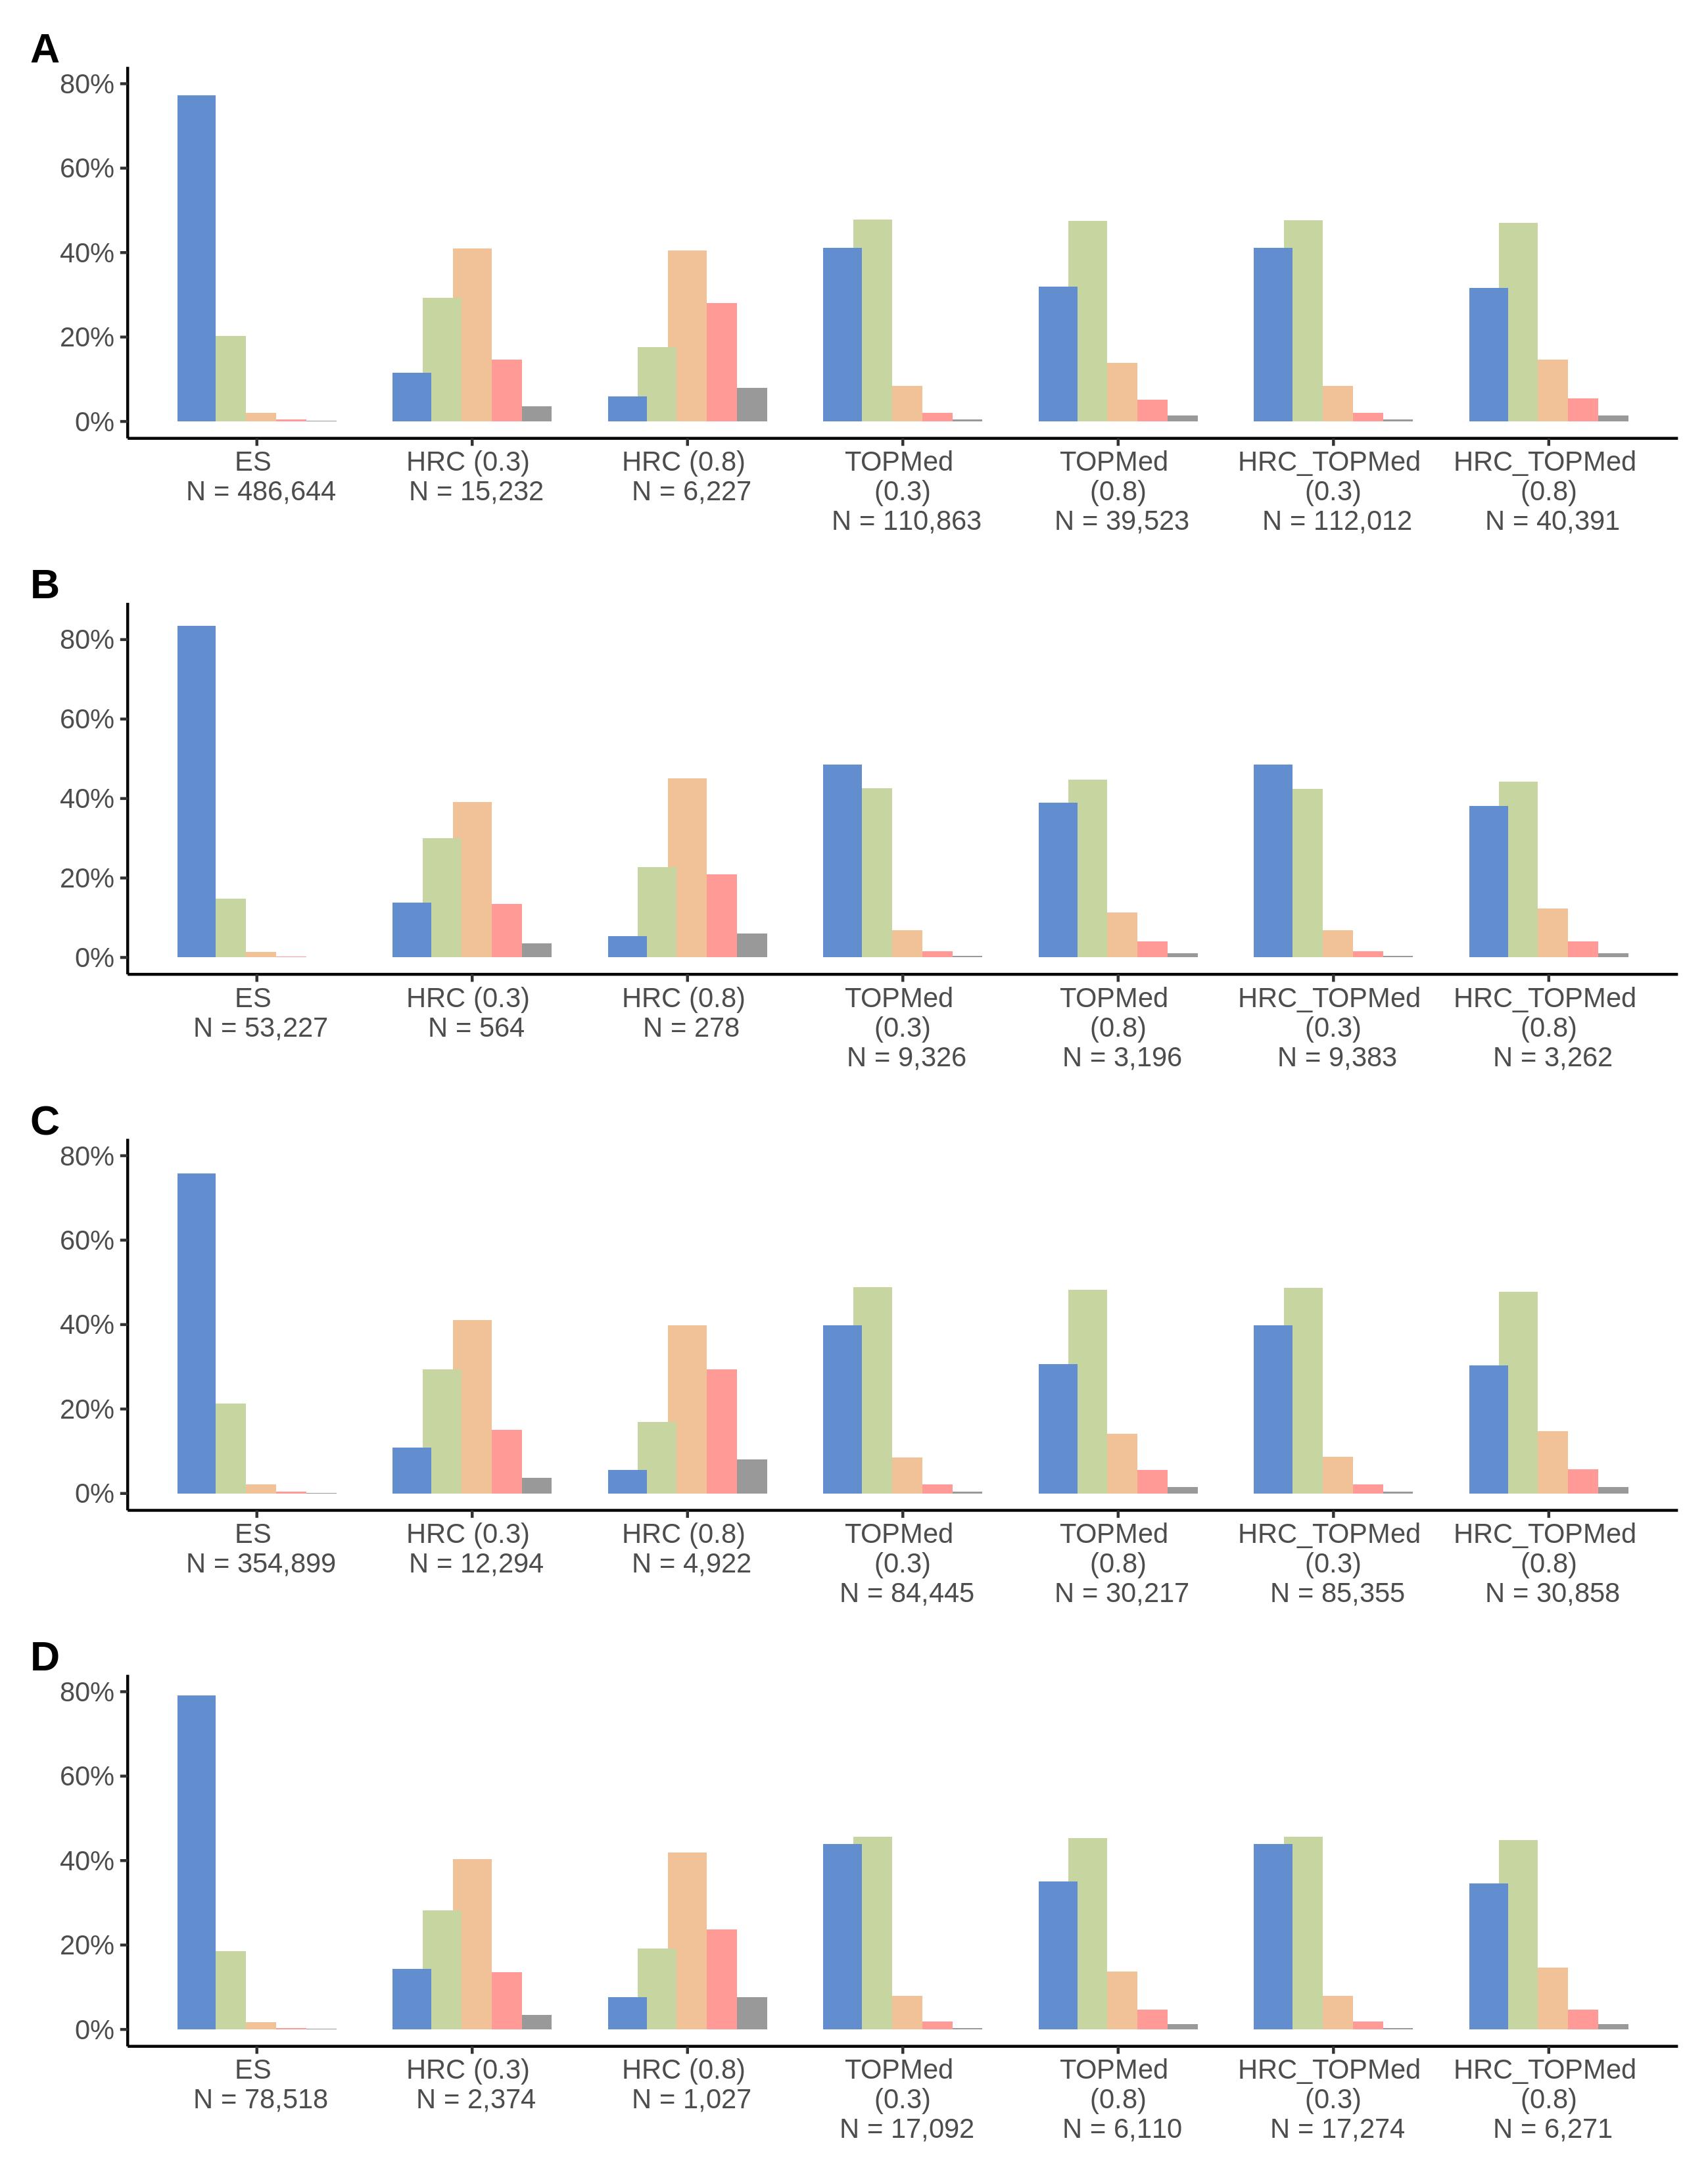 A
80%
60%
40%
20%
0%
ES HRC (0.3) HRC (0.8) TOPMed TOPMed HRC_TOPMed HRC_TOPMed
N = 486,644 N = 15,232 N = 6,227 (0.3) (0.8) (0.3) (0.8)
N = 110,863 N = 39,523 N = 112,012 N = 40,391
B
80%
60%
40%
20%
0%
ES HRC (0.3) HRC (0.8) TOPMed TOPMed HRC_TOPMed HRC_TOPMed
N = 53,227 N = 564 N = 278 (0.3) (0.8) (0.3) (0.8)
N = 9,326 N = 3,196 N = 9,383 N = 3,262
C
80%
60%
40%
20%
0%
ES HRC (0.3) HRC (0.8) TOPMed TOPMed HRC_TOPMed HRC_TOPMed
N = 354,899 N = 12,294 N = 4,922 (0.3) (0.8) (0.3) (0.8)
N = 84,445 N = 30,217 N = 85,355 N = 30,858
D
80%
60%
40%
20%
0%
ES HRC (0.3) HRC (0.8) TOPMed TOPMed HRC_TOPMed HRC_TOPMed
N = 78,518 N = 2,374 N = 1,027 (0.3) (0.8) (0.3) (0.8)
N = 17,092 N = 6,110 N = 17,274 N = 6,271